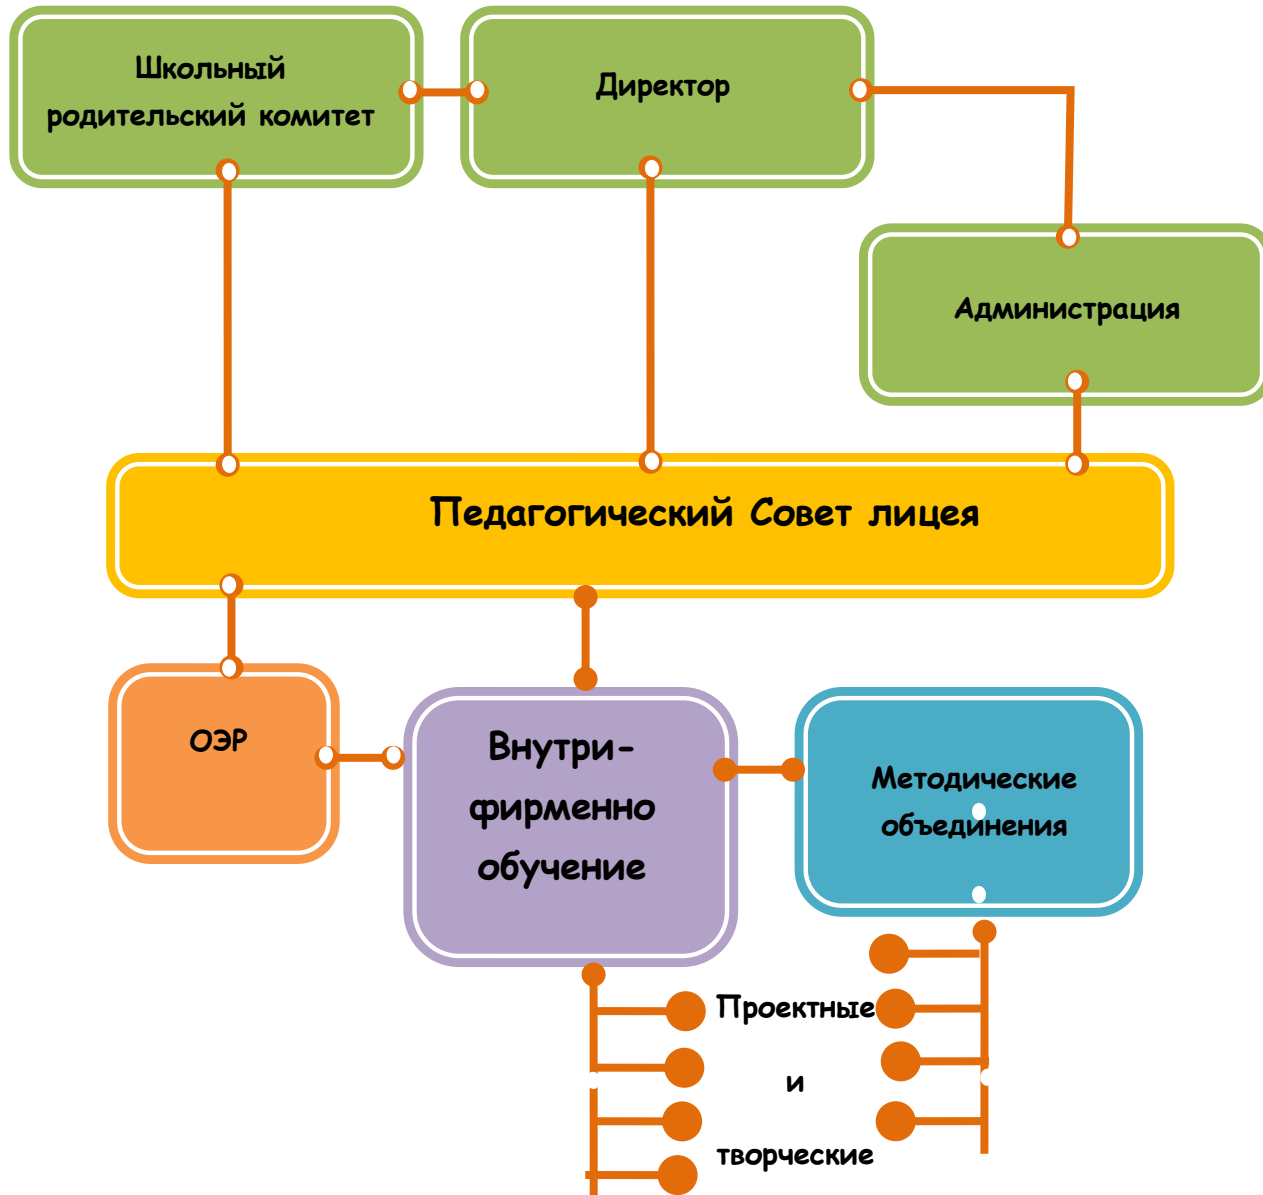 Школьный
родительский комитет
Директор
Администрация
Педагогический Совет лицея
ОЭР
Внутри-
фирменно
обучение
Методические
объединения
Проектные
и
творческие